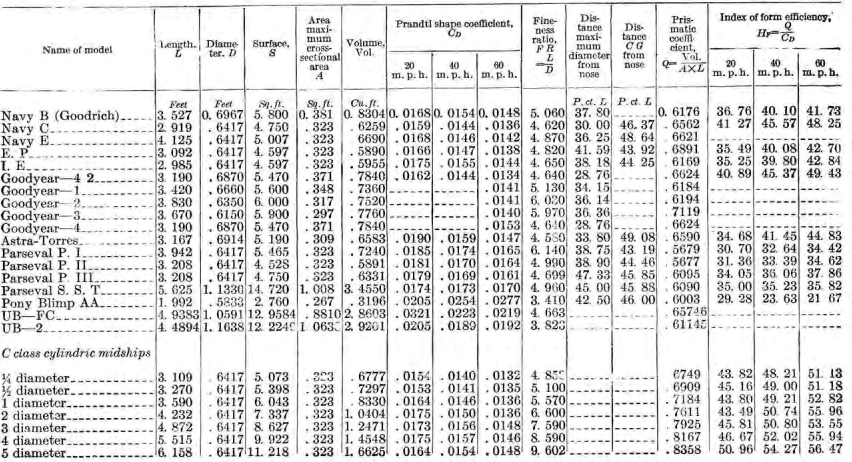 Name of model
Length. L
Diameter. D
Surface, S
Area maximum cross-sectional area A
Volume, Vol.
Prandtl shape coefficient, C_D
20 m. p. h.
40 m. p. h.
60 m. p. h.
Fineness ratio, F R L/=D
Distance maximum diameter from nose
Distance C G from nose
Prismatic coefficient, Q=Vol./A×L
Index of form efficiency, H_F=Q/C_D
20 m. p. h.
40 m. p. h.
60 m. p. h.
Feet Feet Sq. ft. Sq. ft. Cu. ft. P. ct. L P. ct. L
Navy B (Goodrich) 3. 527 0. 6967 5. 800 0. 381 0. 8304 0. 0168 0. 0154 0. 0148 5. 060 37. 80 0. 6176 36. 76 40. 10 41. 73
Navy C 2. 919 . 6417 4. 750 . 323 . 6259 . 0159 . 0144 . 0136 4. 620 30. 00 46. 37 . 6562 41 27 45. 57 48. 25
Navy E 4. 125 . 6417 5. 007 . 323 . 6690 . 0168 . 0146 . 0142 4. 870 36. 25 48. 64 . 6621
E. P 3. 092 . 6417 4. 597 . 323 . 5890 . 0166 . 0147 . 0138 4. 820 41. 59 43. 92 . 6891 35. 49 40. 08 42. 70
I. E 2. 985 . 6417 4. 597 . 323 . 5955 . 0175 . 0155 . 0144 4. 650 38. 18 44. 25 . 6169 35. 25 39. 80 42. 84
Goodyear—4 2 3. 190 . 6870 5. 470 . 371 . 7840 . 0162 . 0144 . 0134 4. 640 28. 76 . 6624 40. 89 45. 37 49. 43
Goodyear—1 3. 420 . 6660 5. 600 . 348 . 7360 . 0141 5. 130 34. 15 . 6184
Goodyear—2 3. 830 . 6350 6. 000 . 317 . 7520 . 0141 36. 14 . 6194
Goodyear—3 3. 670 . 6150 5. 900 . 297 . 7760 . 0140 5. 970 36. 36 . 7119
Goodyear—4 3. 190 . 6870 5. 470 . 371 . 7840 . 0153 4. 640 28. 76 . 6624
Astra-Torres 3. 167 . 6914 5. 190 . 309 . 6583 . 0190 . 0159 . 0147 33. 80 49. 08 . 6590 34. 68 41. 45 44. 83
Parseval P. I 3. 942 . 6417 5. 465 . 323 . 7240 . 0185 . 0174 . 0165 6. 140 38. 75 43. 19 . 5679 30. 70 32. 64 34. 42
Parseval P. II 3. 208 . 6417 4. 528 . 323 . 5891 . 0181 . 0170 . 0164 4. 990 38. 90 44. 46 . 5677 31. 36 33. 39 34. 62
Parseval P. III 3. 208 . 6417 4. 750 . 323 . 6331 . 0179 . 0169 . 0161 4. 699 47. 33 45. 85 . 6095 34. 05 36. 06 37. 86
Parseval S. S. T 5. 625 1. 1330 14. 720 1. 008 3. 4550 . 0174 . 0173 . 0170 4. 960 45. 00 45. 88 . 6090 35. 00 35. 23 35. 82
Pony Blimp AA 1. 992 . 5833 2. 760 . 267 . 3196 . 0205 . 0254 . 0277 3. 410 42. 50 46. 00 . 6003 29. 28 23. 63 21 67
UB—FC 4. 9383 1. 0591 12. 9584 . 8810 2. 8603 . 0321 . 0223 . 0219 4. 663 . 65746
UB—2 4. 4894 1. 1638 12. 2240 2. 9201 . 0205 . 0189 . 0192 . 61145
C class cylindric midships
¼ diameter 3. 109 . 6417 5. 073 . 6777 . 0154 . 0140 . 0132 . 6749 43. 82 48. 21 51. 13
½ diameter 3. 270 . 6417 5. 398 . 323 . 7297 . 0153 . 0141 . 0135 5. 100 . 6909 45. 16 49. 00 51. 18
1 diameter 3. 590 . 6417 6. 043 . 323 . 8330 . 0164 . 0146 . 0136 5. 570 . 7184 43. 80 49. 21 52. 82
2 diameter 4. 232 . 6417 7. 337 . 323 1. 0404 . 0175 . 0150 . 0136 6. 600 . 7611 43. 49 50. 74 55. 96
3 diameter 4. 872 . 6417 8. 627 . 323 1. 2471 . 0173 . 0156 . 0148 7. 590 . 7925 45. 81 50. 80 53. 55
4 diameter 5. 515 . 6417 9. 922 . 323 1. 4548 . 0175 . 0157 . 0146 8. 590 . 8167 46. 67 52. 02 55. 94
5 diameter 6. 158 . 6417 11. 218 . 323 1. 6625 . 0164 . 0154 . 0148 9. 602 . 8358 50. 96 54. 27 56. 47